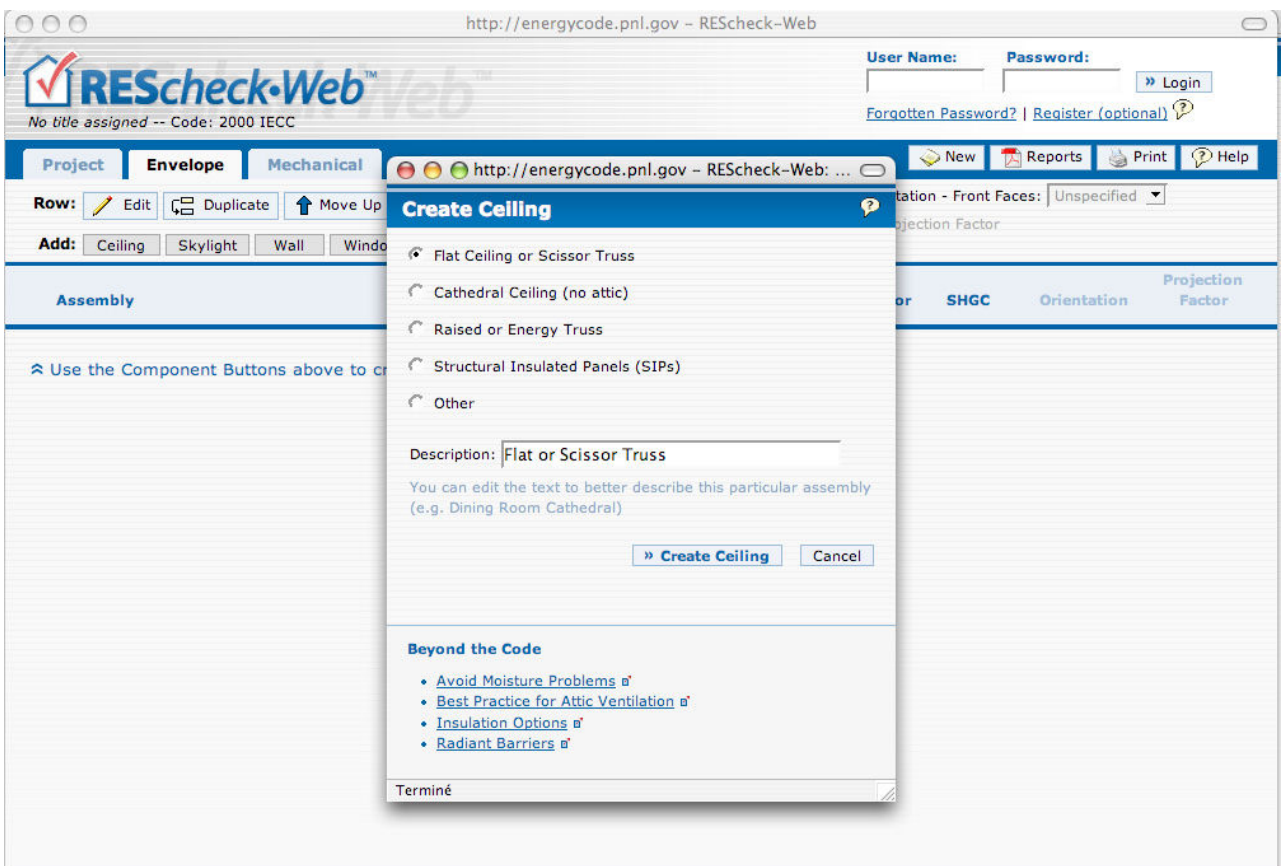 http://energycode.pnl.gov – REScheck–Web
REScheck•Web™
No title assigned -- Code: 2000 IECC
User Name: Password:
» Login
Forgotten Password? | Register (optional)
Project Envelope Mechanical
New Reports Print Help
Row: Edit Duplicate Move Up
Front Faces: Unspecified
Add: Ceiling Skylight Wall
Factor
Assembly
SHGC Orientation Projection Factor
Use the Component Buttons above to
http://energycode.pnl.gov – REScheck–Web: ...
Create Ceiling
Flat Ceiling or Scissor Truss
Cathedral Ceiling (no attic)
Raised or Energy Truss
Structural Insulated Panels (SIPs)
Other
Description: Flat or Scissor Truss
You can edit the text to better describe this particular assembly
(e.g. Dining Room Cathedral)
» Create Ceiling Cancel
Beyond the Code
• Avoid Moisture Problems
• Best Practice for Attic Ventilation
• Insulation Options
• Radiant Barriers
Terminé